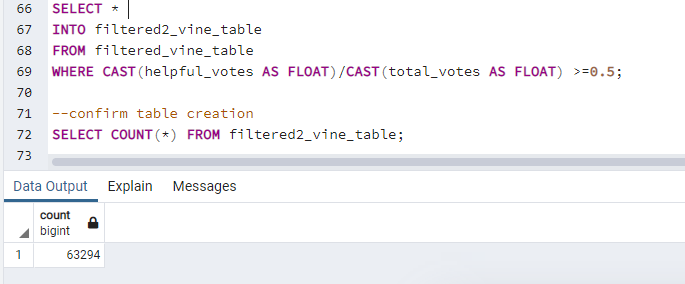 66 SELECT *
67 INTO filtered2_vine_table
68 FROM filtered_vine_table
69 WHERE CAST(helpful_votes AS FLOAT)/CAST(total_votes AS FLOAT) >=0.5;
70
71 --confirm table creation
72 SELECT COUNT(*) FROM filtered2_vine_table;
73
Data Output Explain Messages
count
bigint
1 63294